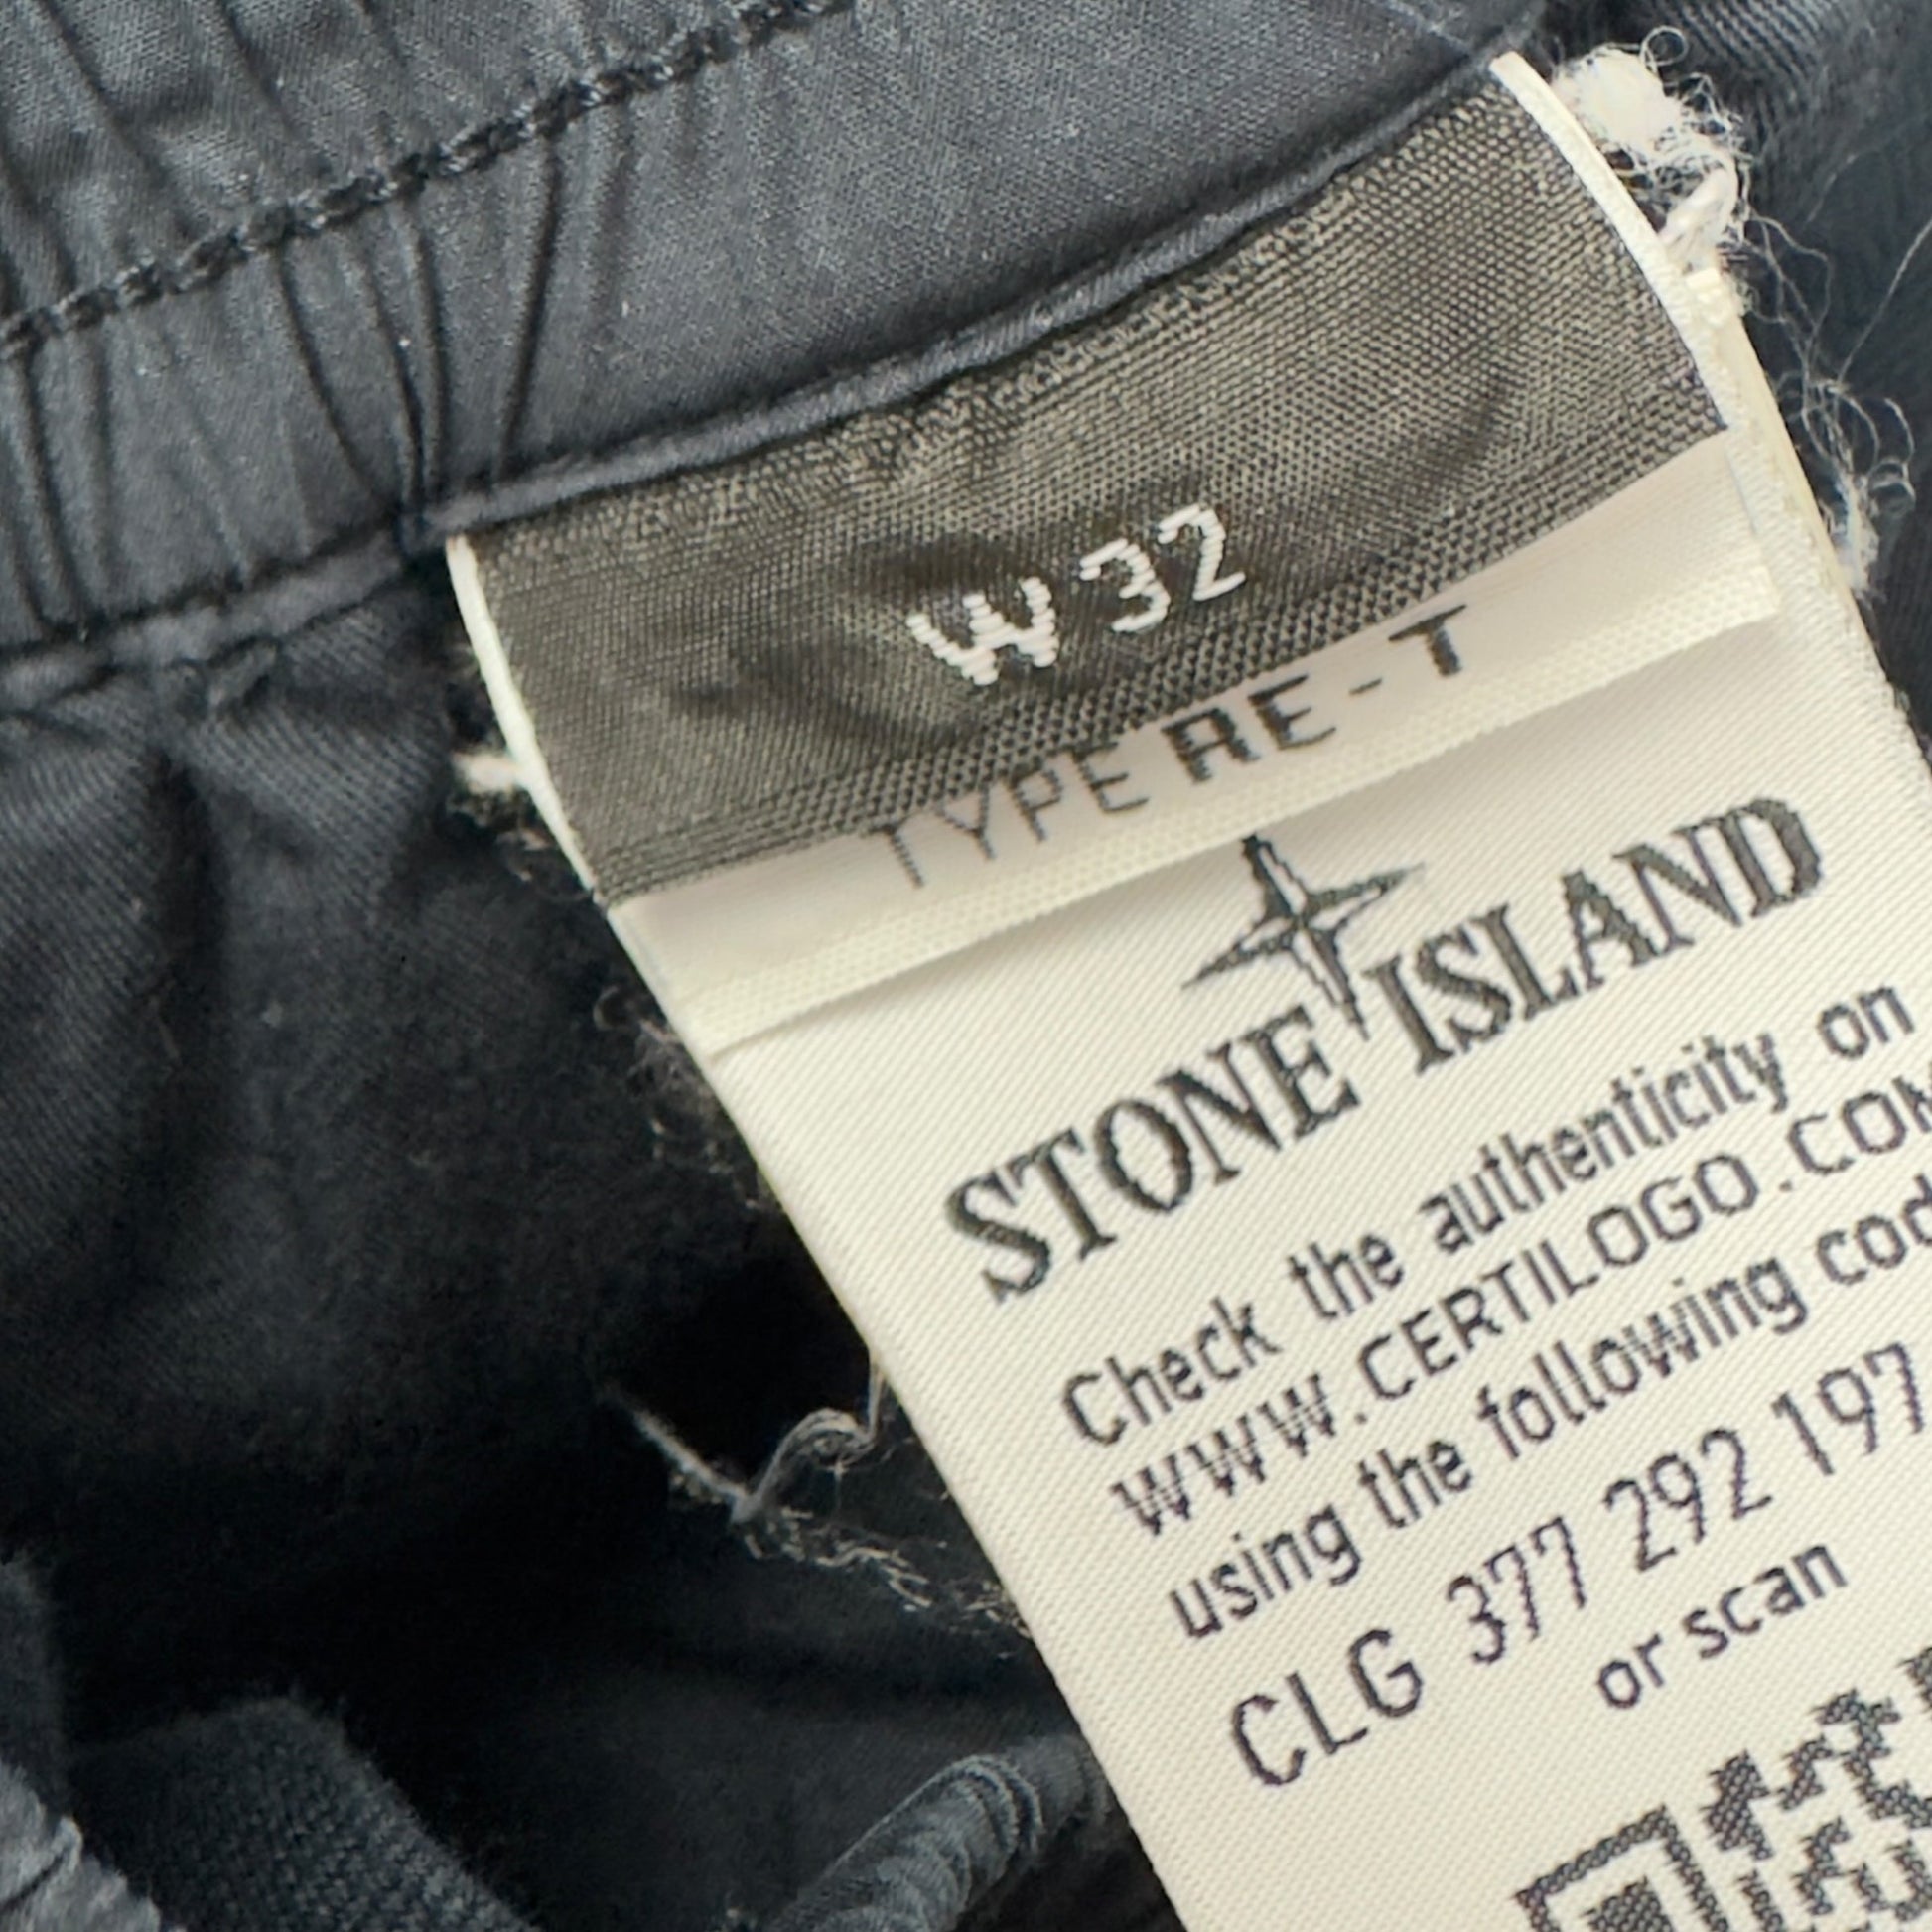 W 32
TYPE RE-T
STONE ISLAND
Check the authenticity on
WWW.CERTILOGO.COM
using the following cod
CLG 377 292 197
or scan